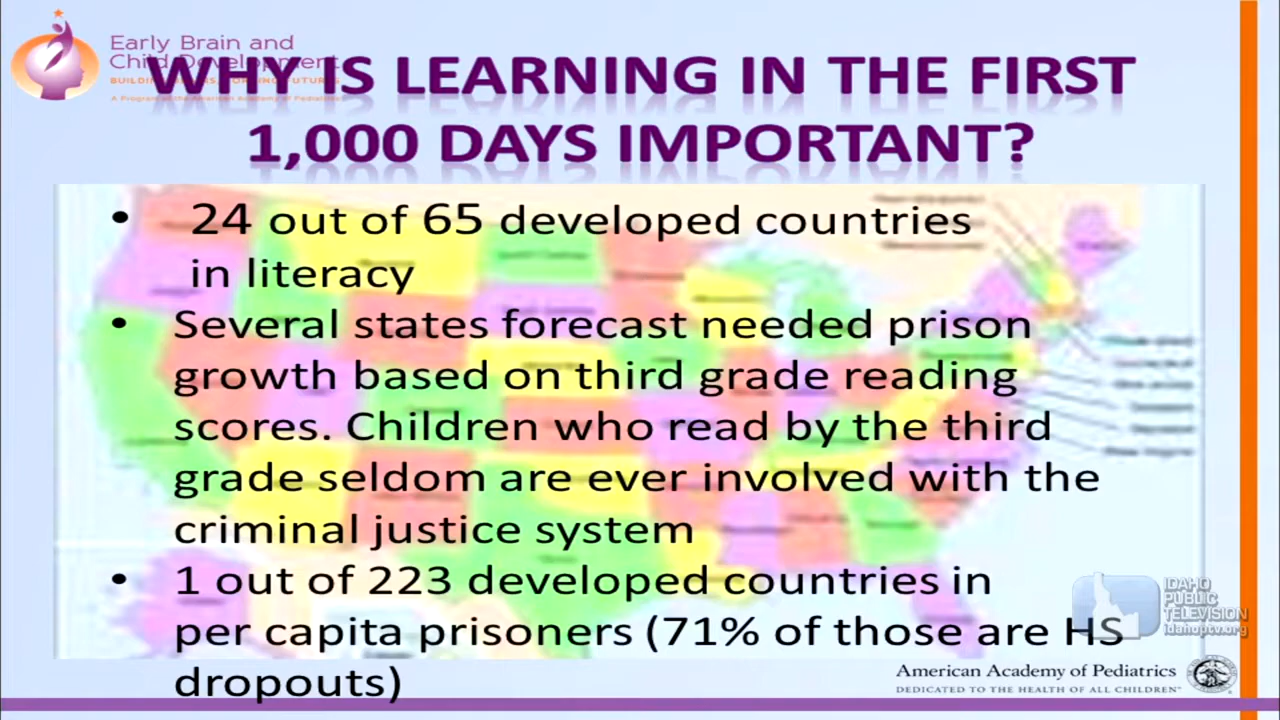 Early Brain and
Child Development
WHY IS LEARNING IN THE FIRST
1,000 DAYS IMPORTANT?
• 24 out of 65 developed countries
in literacy
• Several states forecast needed prison
growth based on third grade reading
scores. Children who read by the third
grade seldom are ever involved with the
criminal justice system
• 1 out of 223 developed countries in
per capita prisoners (71% of those are HS
dropouts)
IDAHO
PUBLIC
TELEVISION
idahoptv.org
American Academy of Pediatrics
DEDICATED TO THE HEALTH OF ALL CHILDREN™